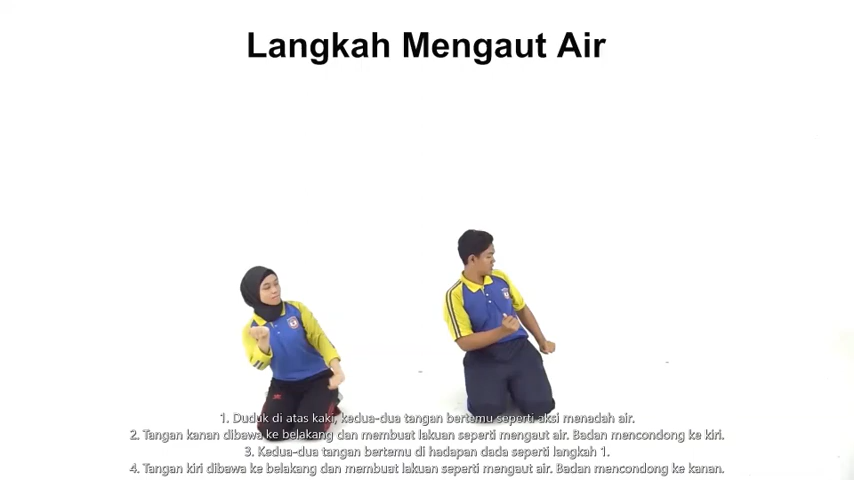 Langkah Mengaut Air
1. Duduk di atas kaki, kedua-dua tangan bertemu seperti aksi menadah air.
2. Tangan kanan dibawa ke belakang dan membuat lakuan seperti mengaut air. Badan mencondong ke kiri.
3. Kedua-dua tangan bertemu di hadapan dada seperti langkah 1.
4. Tangan kiri dibawa ke belakang dan membuat lakuan seperti mengaut air. Badan mencondong ke kanan.